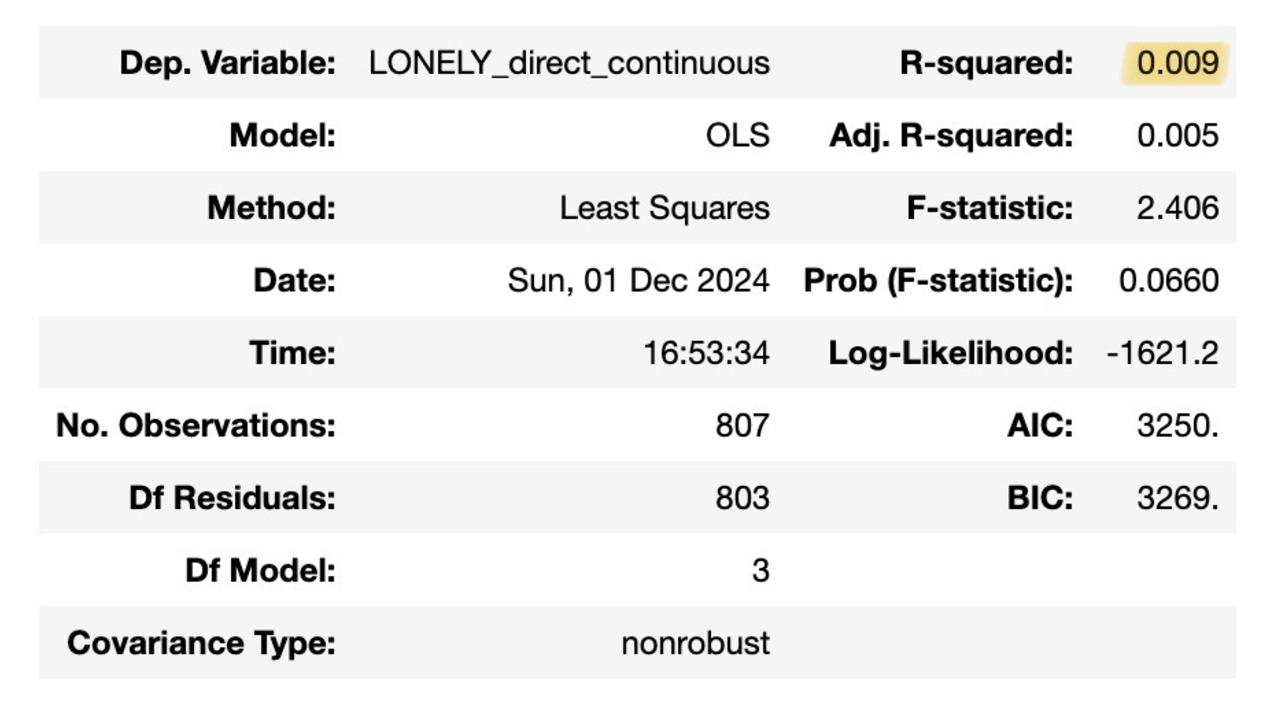 Dep. Variable: LONELY_direct_continuous R-squared: 0.009
Model: OLS Adj. R-squared: 0.005
Method: Least Squares F-statistic: 2.406
Date: Sun, 01 Dec 2024 Prob (F-statistic): 0.0660
Time: 16:53:34 Log-Likelihood: -1621.2
No. Observations: 807 AIC: 3250.
Df Residuals: 803 BIC: 3269.
Df Model: 3
Covariance Type: nonrobust